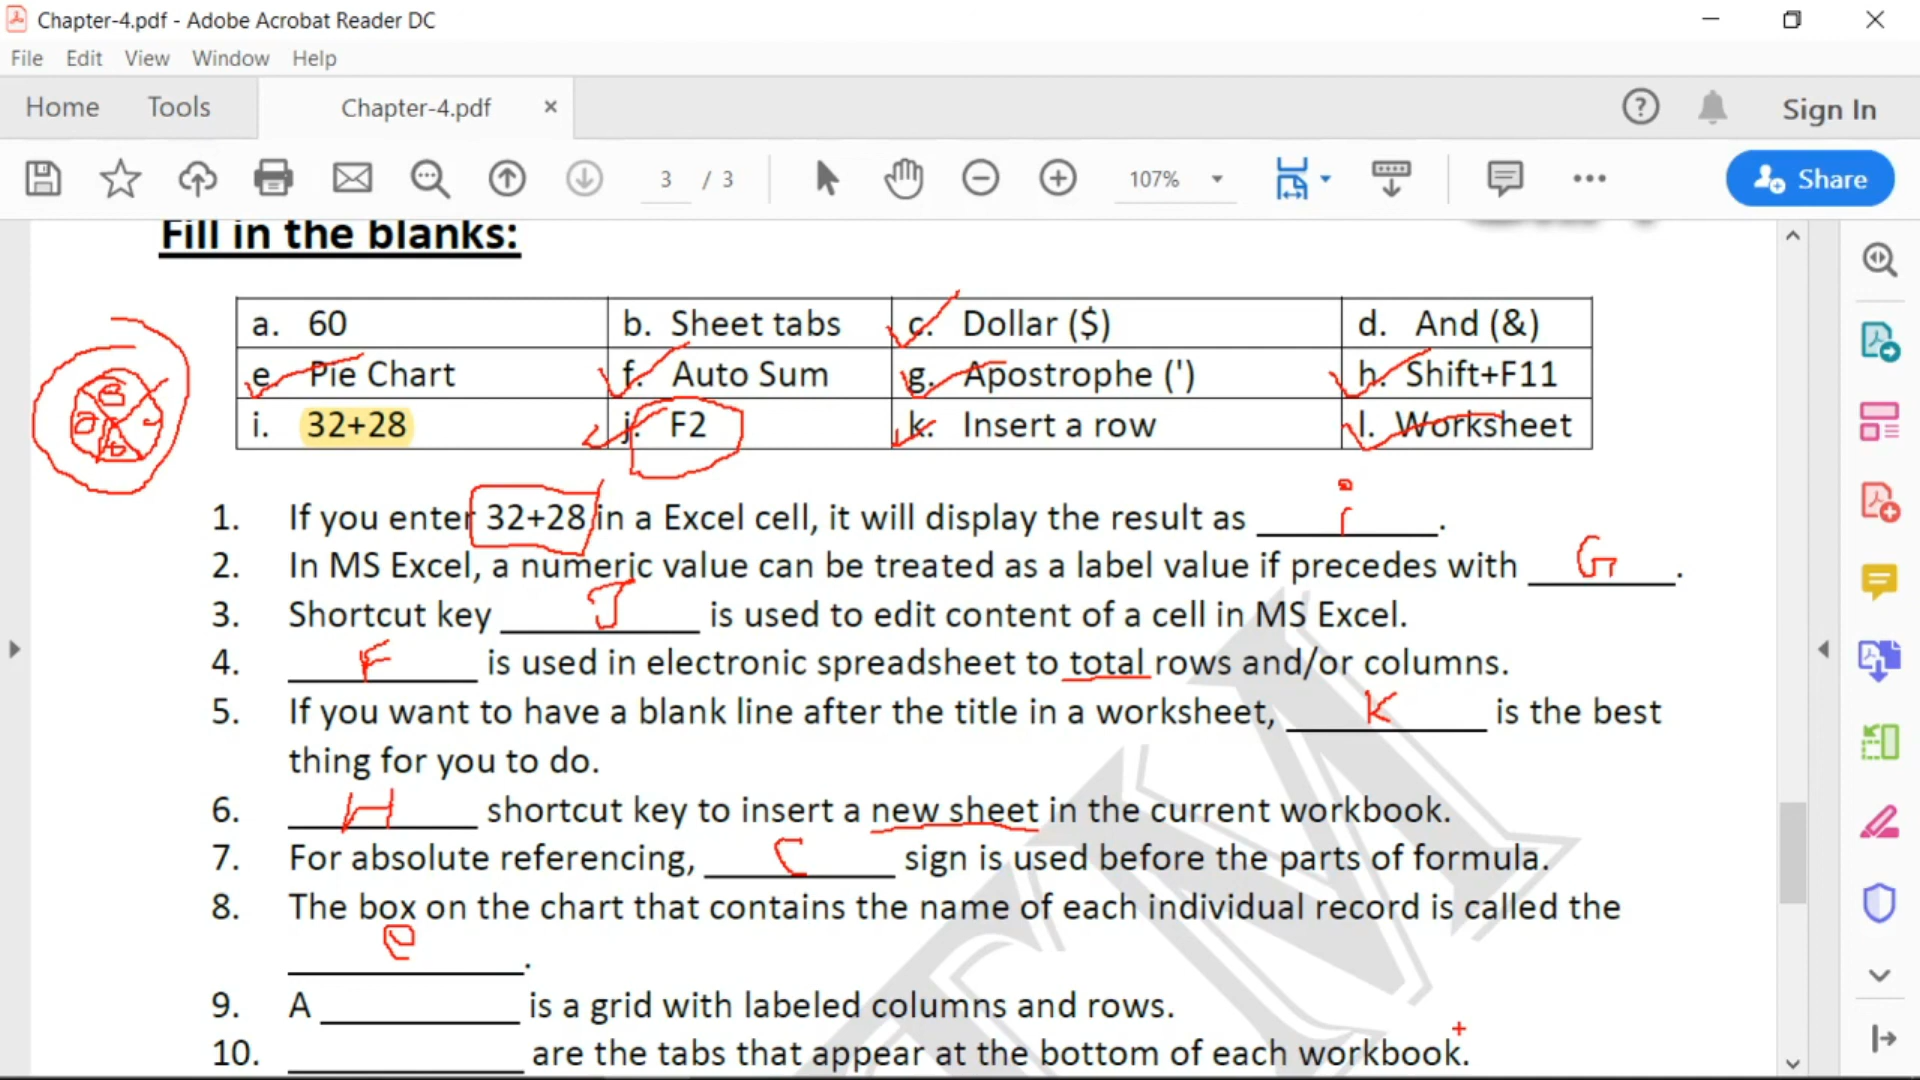 Chapter-4.pdf - Adobe Acrobat Reader DC
File Edit View Window Help
Home Tools Chapter-4.pdf × Sign In
3 / 3 107% Share
Fill in the blanks:
a. 60 b. Sheet tabs c. Dollar ($) d. And (&)
e. Pie Chart f. Auto Sum g. Apostrophe (') h. Shift+F11
i. 32+28 j. F2 k. Insert a row l. Worksheet
1. If you enter 32+28 in a Excel cell, it will display the result as i.
2. In MS Excel, a numeric value can be treated as a label value if precedes with G.
3. Shortcut key J is used to edit content of a cell in MS Excel.
4. F is used in electronic spreadsheet to total rows and/or columns.
5. If you want to have a blank line after the title in a worksheet, K is the best
thing for you to do.
6. H shortcut key to insert a new sheet in the current workbook.
7. For absolute referencing, C sign is used before the parts of formula.
8. The box on the chart that contains the name of each individual record is called the
e.
9. A ________ is a grid with labeled columns and rows.
10. ________ are the tabs that appear at the bottom of each workbook.